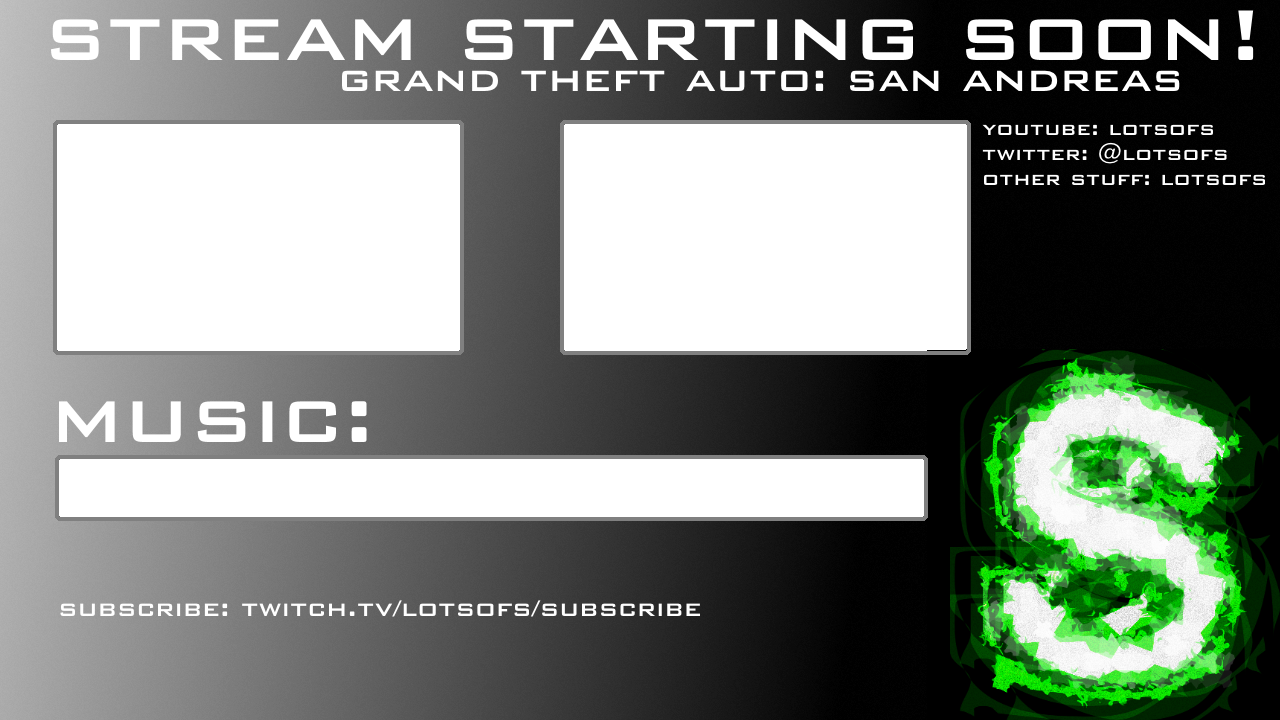 STREAM STARTING SOON!
GRAND THEFT AUTO: SAN ANDREAS
YOUTUBE: LOTSOFS
TWITTER: @LOTSOFS
OTHER STUFF: LOTSOFS
MUSIC:
S
SUBSCRIBE: TWITCH.TV/LOTSOFS/SUBSCRIBE